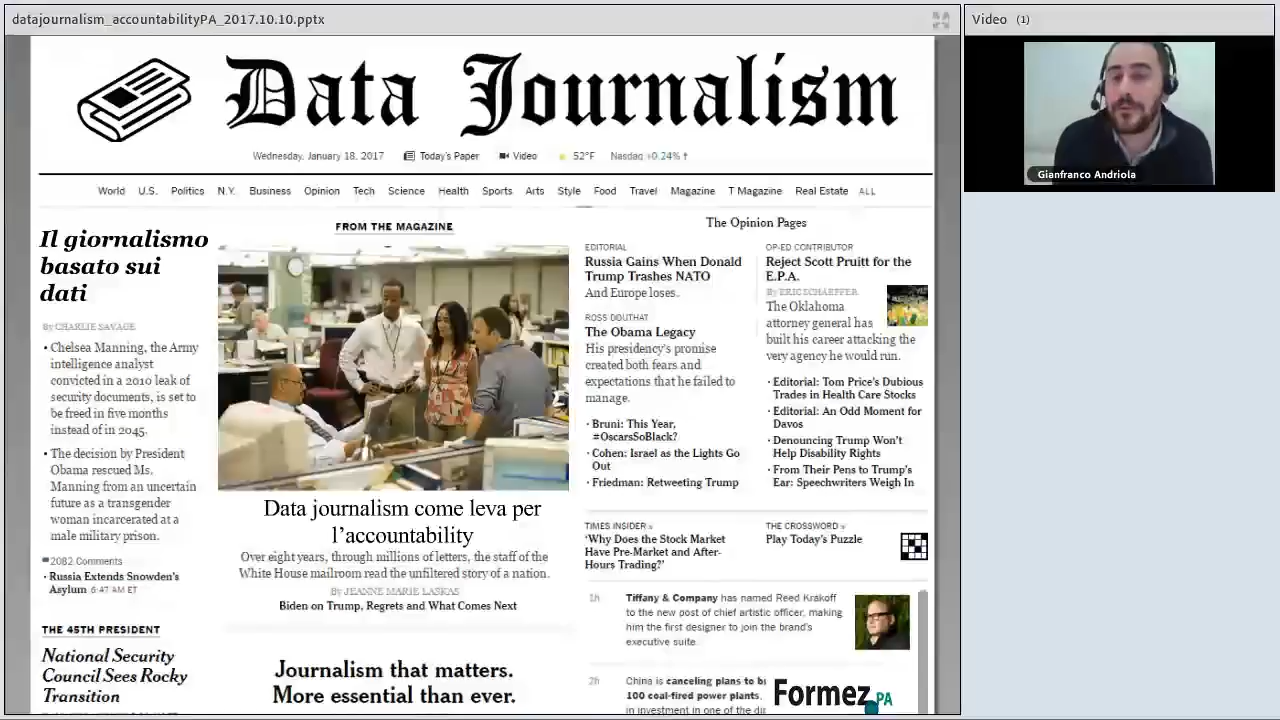 datajournalism_accountabilityPA_2017.10.10.pptx
Video (1)
Gianfranco Andriola
Data Journalism
Wednesday, January 18, 2017 Today's Paper Video 52°F Nasdaq +0.24% ↑
World U.S. Politics N.Y. Business Opinion Tech Science Health Sports Arts Style Food Travel Magazine T Magazine Real Estate ALL
Il giornalismo
basato sui
dati
By CHARLIE SAVAGE
• Chelsea Manning, the Army
intelligence analyst
convicted in a 2010 leak of
security documents, is set to
be freed in five months
instead of in 2045.
• The decision by President
Obama rescued Ms.
Manning from an uncertain
future as a transgender
woman incarcerated at a
male military prison.
2082 Comments
· Russia Extends Snowden's
Asylum 6:47 AM ET
THE 45TH PRESIDENT
National Security
Council Sees Rocky
Transition
FROM THE MAGAZINE
Data journalism come leva per
l'accountability
Over eight years, through millions of letters, the staff of the
White House mailroom read the unfiltered story of a nation.
By JEANNE MARIE LASKAS
Biden on Trump, Regrets and What Comes Next
Journalism that matters.
More essential than ever.
The Opinion Pages
EDITORIAL
Russia Gains When Donald
Trump Trashes NATO
And Europe loses.
ROSS DOUTHAT
The Obama Legacy
His presidency's promise
created both fears and
expectations that he failed to
manage.
· Bruni: This Year,
#OscarsSoBlack?
· Cohen: Israel as the Lights Go
Out
· Friedman: Retweeting Trump
OP-ED CONTRIBUTOR
Reject Scott Pruitt for the
E.P.A.
By ERIC SCHAEFFER
The Oklahoma
attorney general has
built his career attacking the
very agency he would run.
· Editorial: Tom Price's Dubious
Trades in Health Care Stocks
· Editorial: An Odd Moment for
Davos
· Denouncing Trump Won't
Help Disability Rights
· From Their Pens to Trump's
Ear: Speechwriters Weigh In
TIMES INSIDER »
'Why Does the Stock Market
Have Pre-Market and After-
Hours Trading?'
THE CROSSWORD »
Play Today's Puzzle
1h Tiffany & Company has named Reed Krakoff
to the new post of chief artistic officer, making
him the first designer to join the brand's
executive suite.
2h China is canceling plans to
100 coal-fired power plants,
in investment in one of the
Formez PA